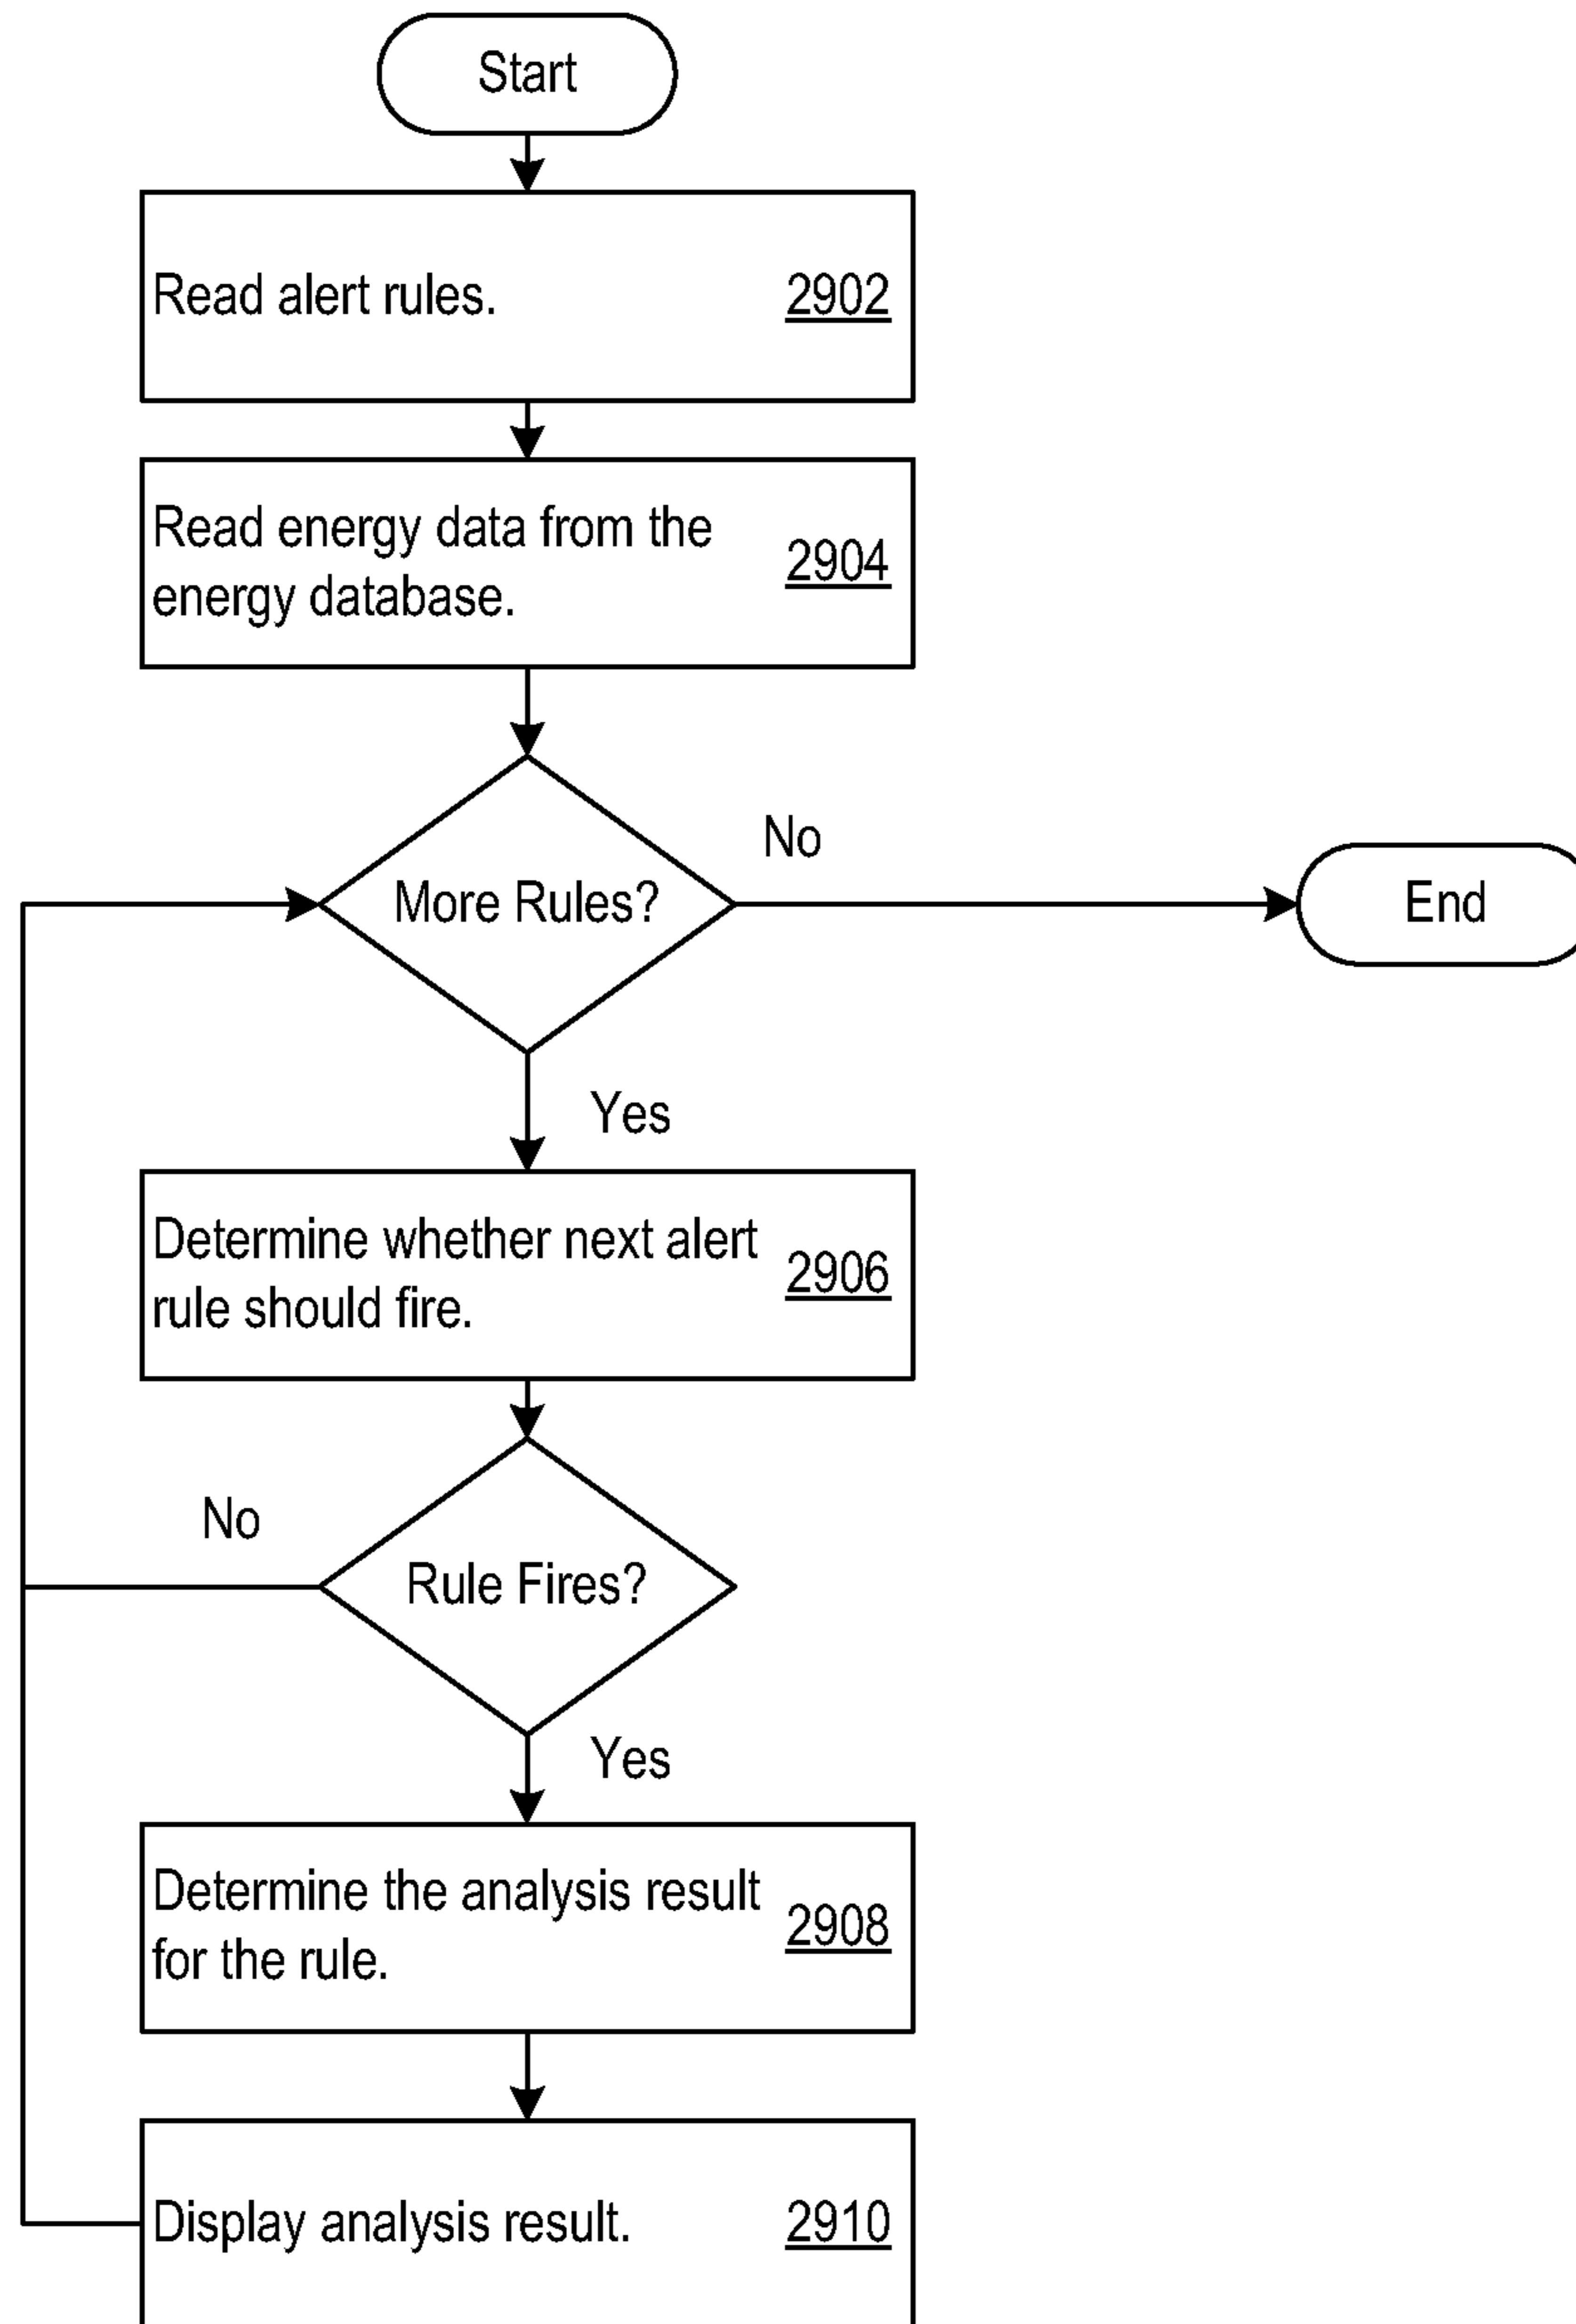 Start
Read alert rules. 2902
Read energy data from the
energy database.
2904
No
More Rules?
End
Yes
Determine whether next alert
rule should fire.
2906
No
Rule Fires?
Yes
Determine the analysis result
for the rule.
2908
Display analysis result. 2910